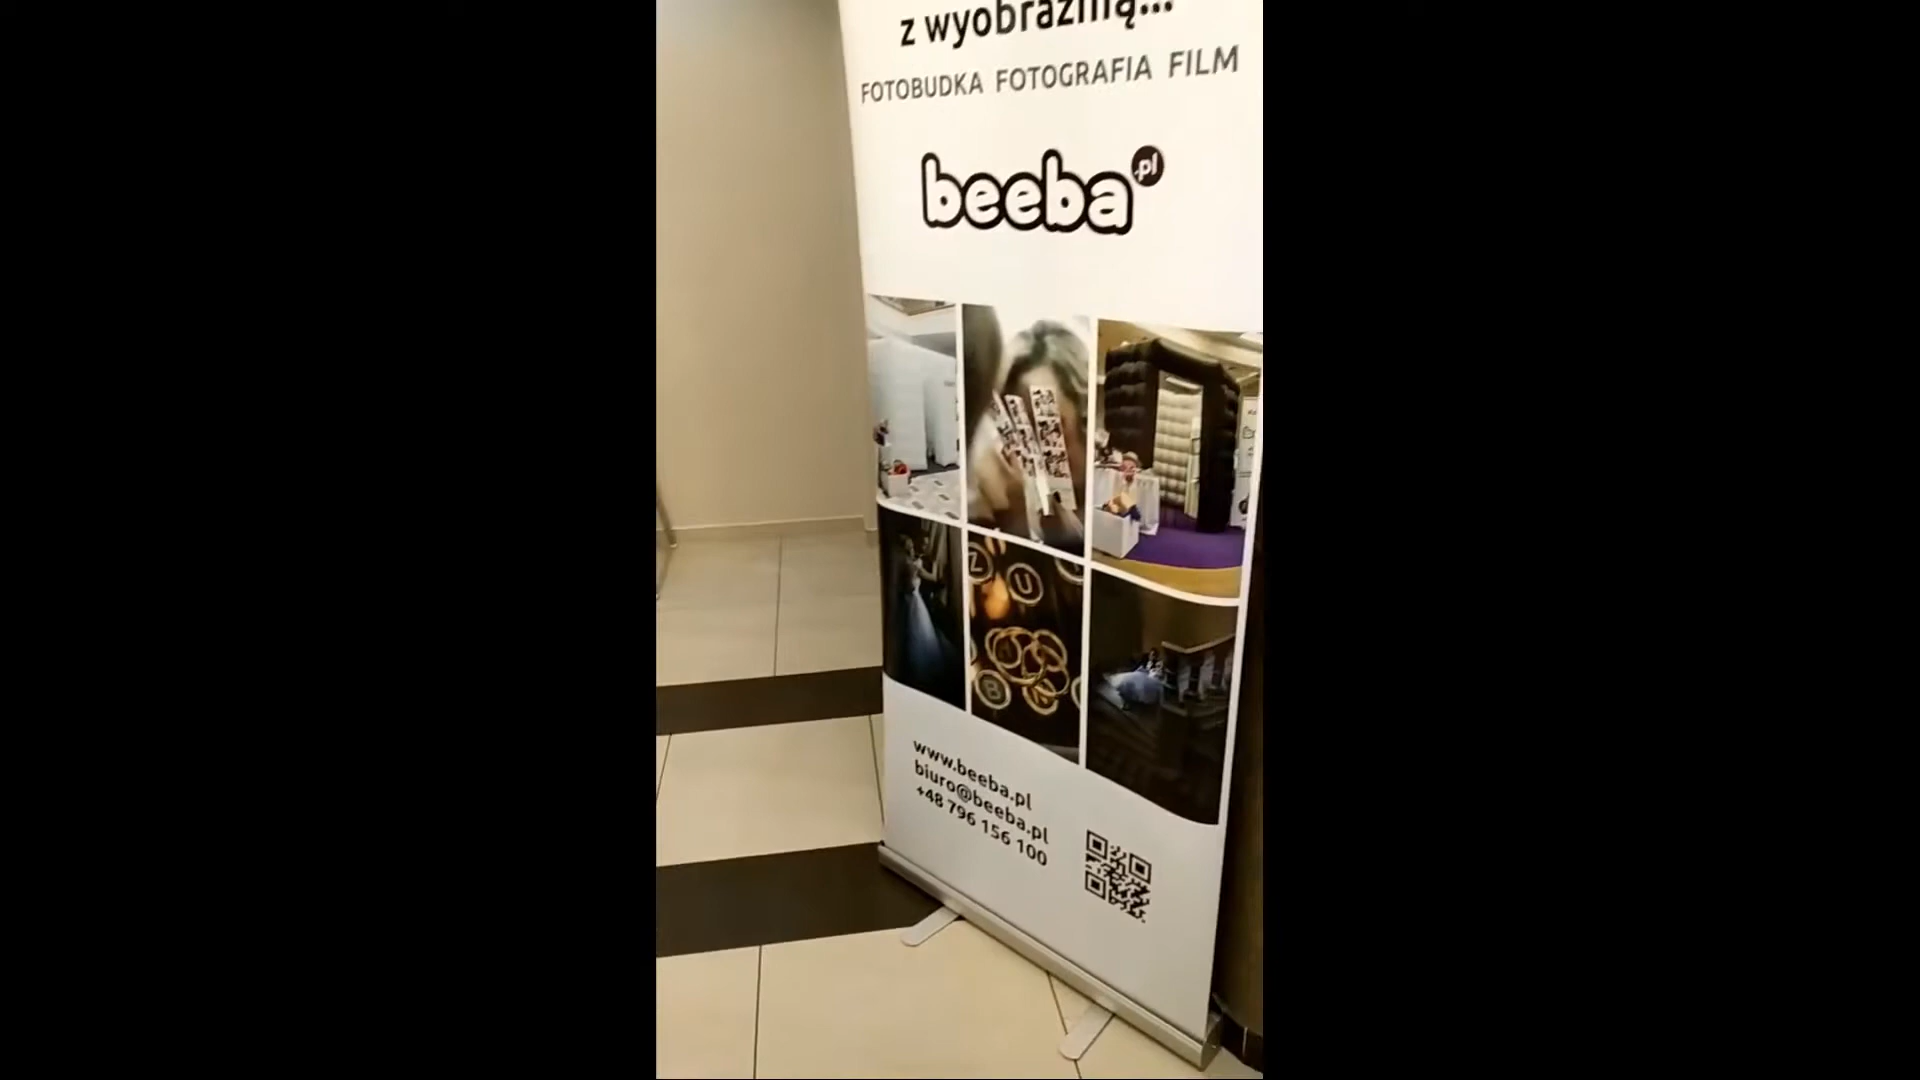 z wyobraźnią...
FOTOBUDKA FOTOGRAFIA FILM
beeba.pl
Z U
B
www.beeba.pl
biuro@beeba.pl
+48 796 156 100